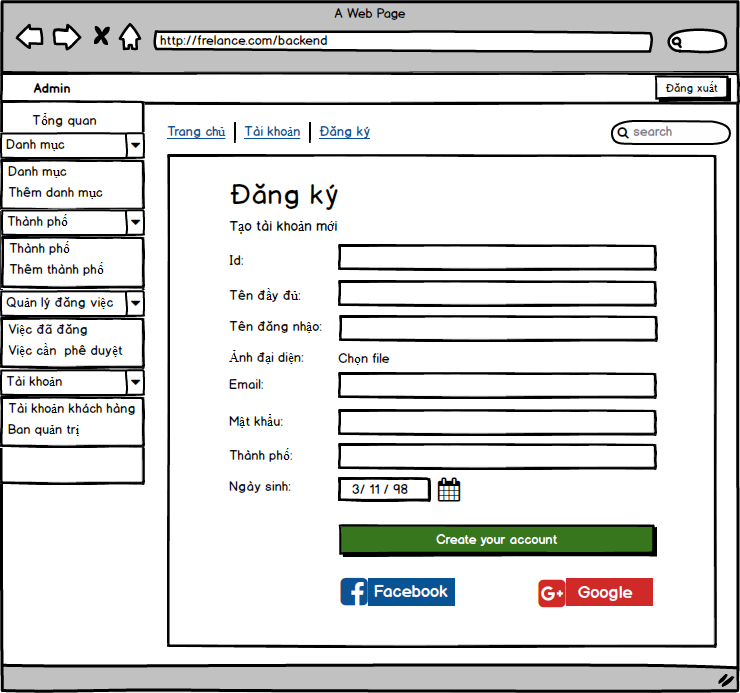 A Web Page
http://frelance.com/backend
Admin
Đăng xuất
Tổng quan
Danh mục
Danh mục
Thêm danh mục
Thành phố
Thành phố
Thêm thành phố
Quản lý đăng việc
Việc đã đăng
Việc cần phê duyệt
Tài khoản
Tài khoản khách hàng
Ban quản trị
Trang chủ Tài khoản Đăng ký
search
Đăng ký
Tạo tài khoản mới
Id:
Tên đầy đủ:
Tên đăng nhạo:
Ảnh đại diện: Chọn file
Email:
Mật khẩu:
Thành phố:
Ngày sinh: 3/ 11 / 98
Create your account
Facebook
G+ Google